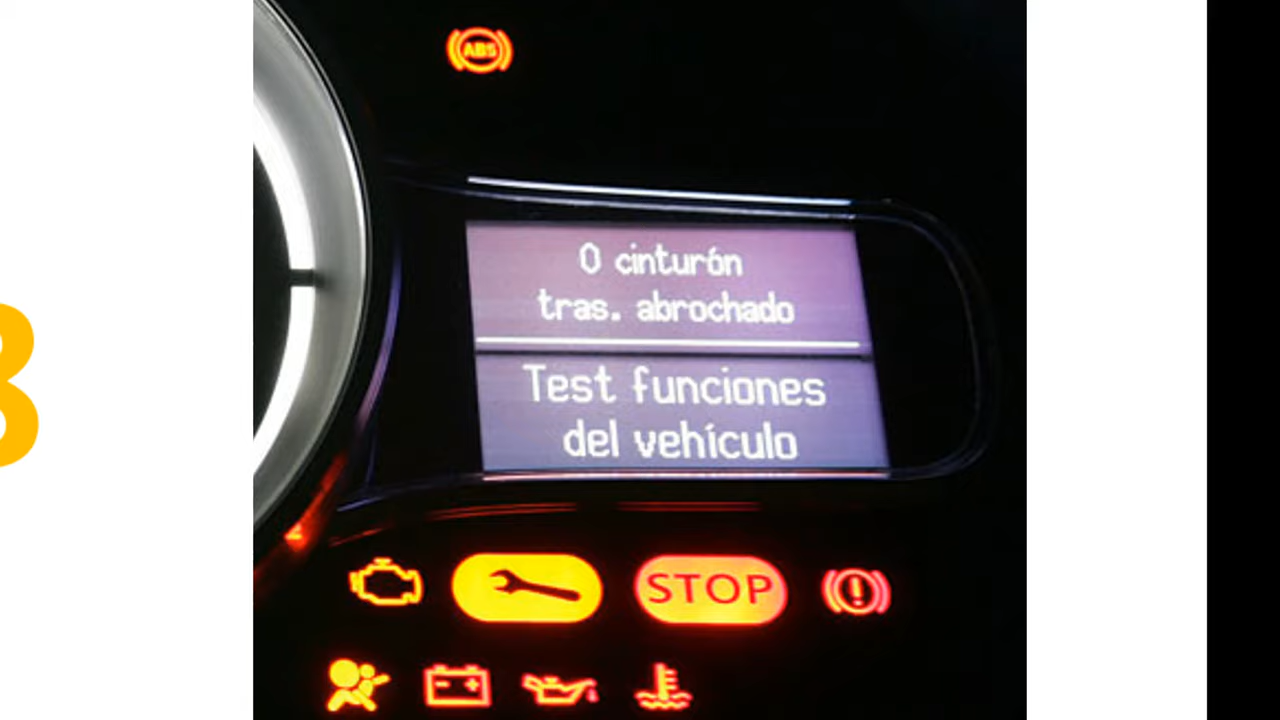 ABS
0 cinturón
tras. abrochado
Test funciones
del vehículo
STOP